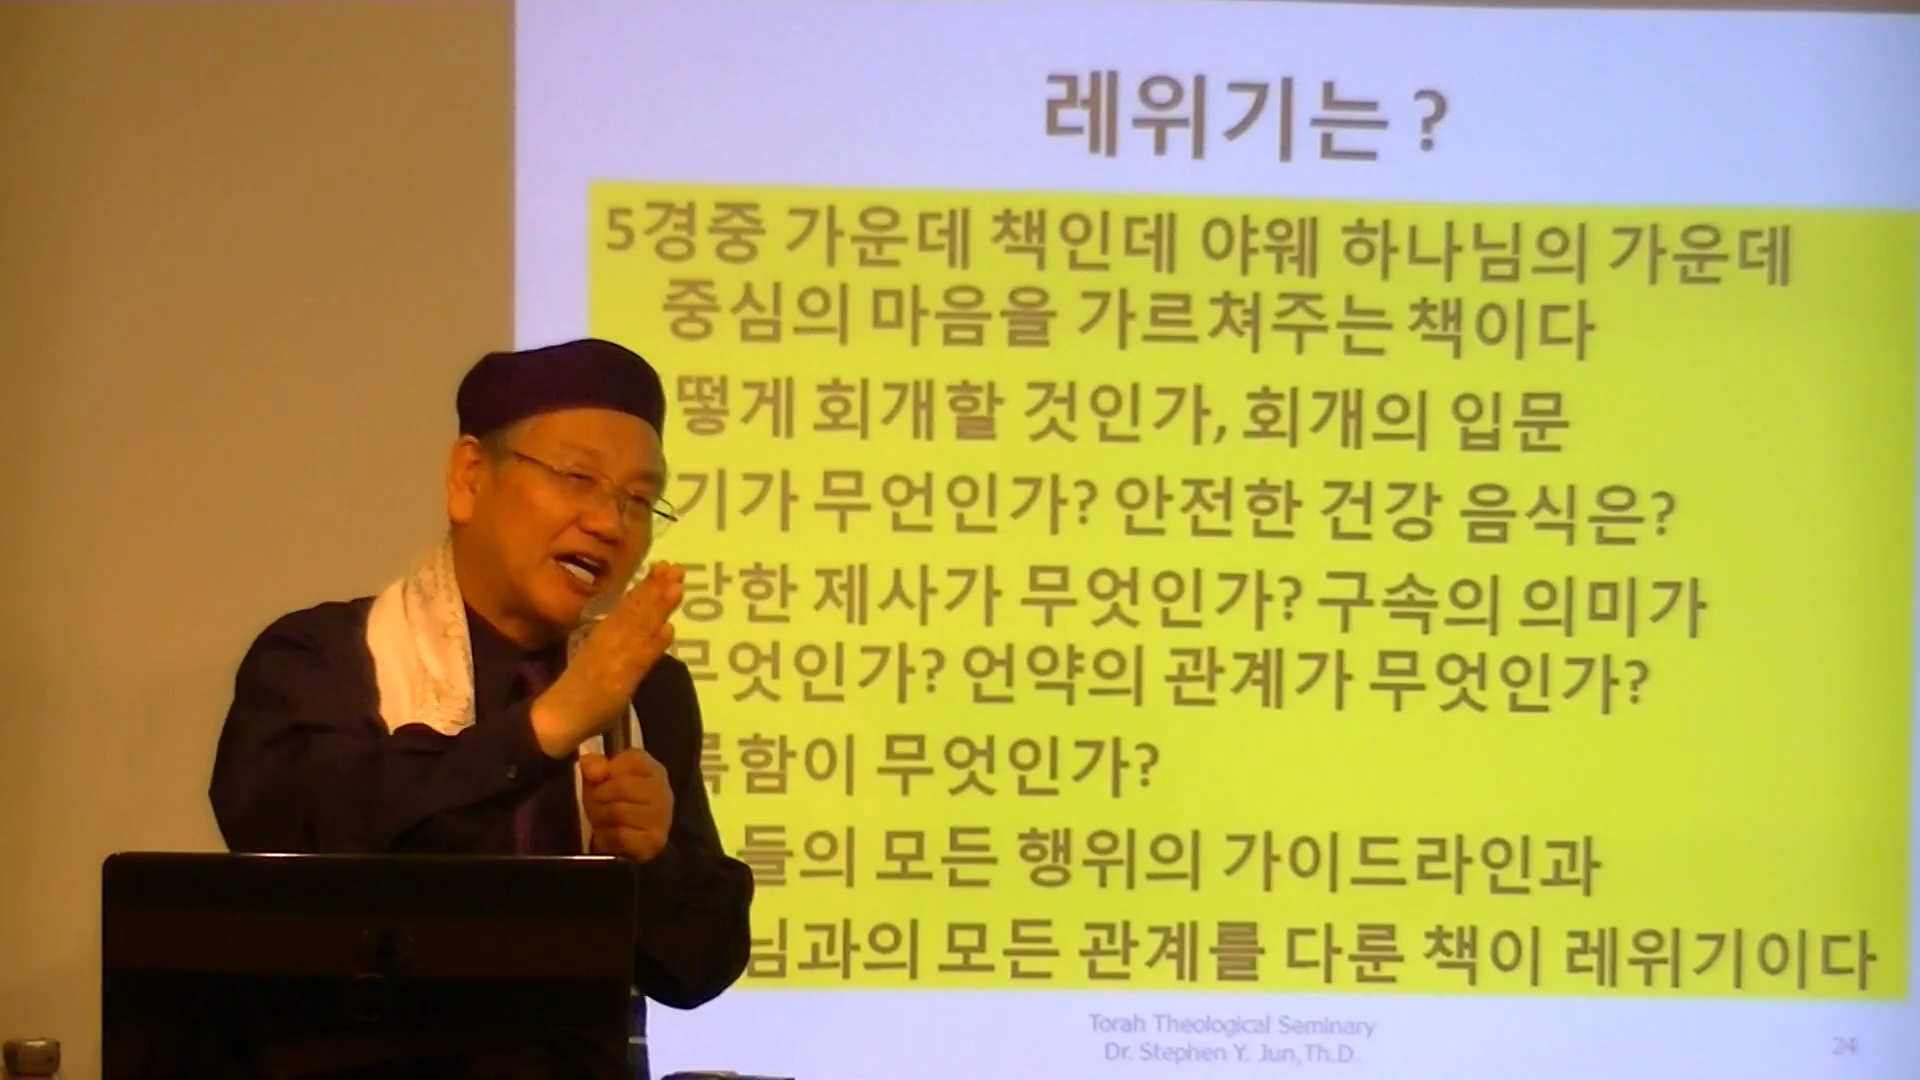 레위기는?
5경중 가운데 책인데 야웨 하나님의 가운데
중심의 마음을 가르쳐주는 책이다
떻게 회개할 것인가, 회개의 입문
기가 무언인가? 안전한 건강 음식은?
당한 제사가 무엇인가? 구속의 의미가
무엇인가? 언약의 관계가 무엇인가?
룩함이 무엇인가?
들의 모든 행위의 가이드라인과
님과의 모든 관계를 다룬 책이 레위기이다
Torah Theological Seminary
Dr. Stephen Y. Jun,Th.D.
24